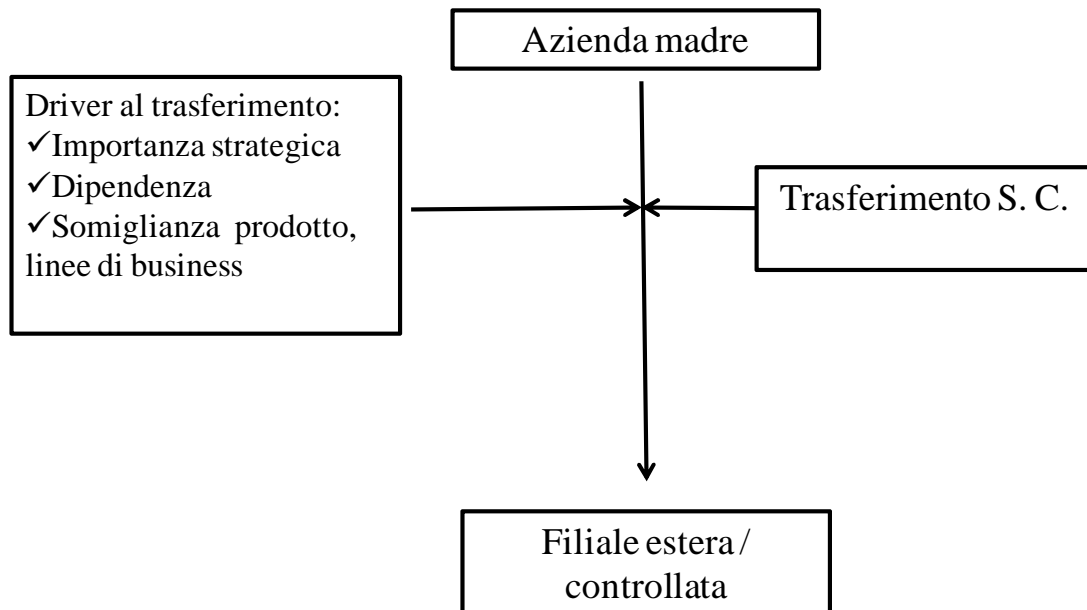 Azienda madre
Driver al trasferimento:
✓Importanza strategica
✓Dipendenza
✓Somiglianza prodotto,
linee di business
Trasferimento S. C.
Filiale estera /
controllata